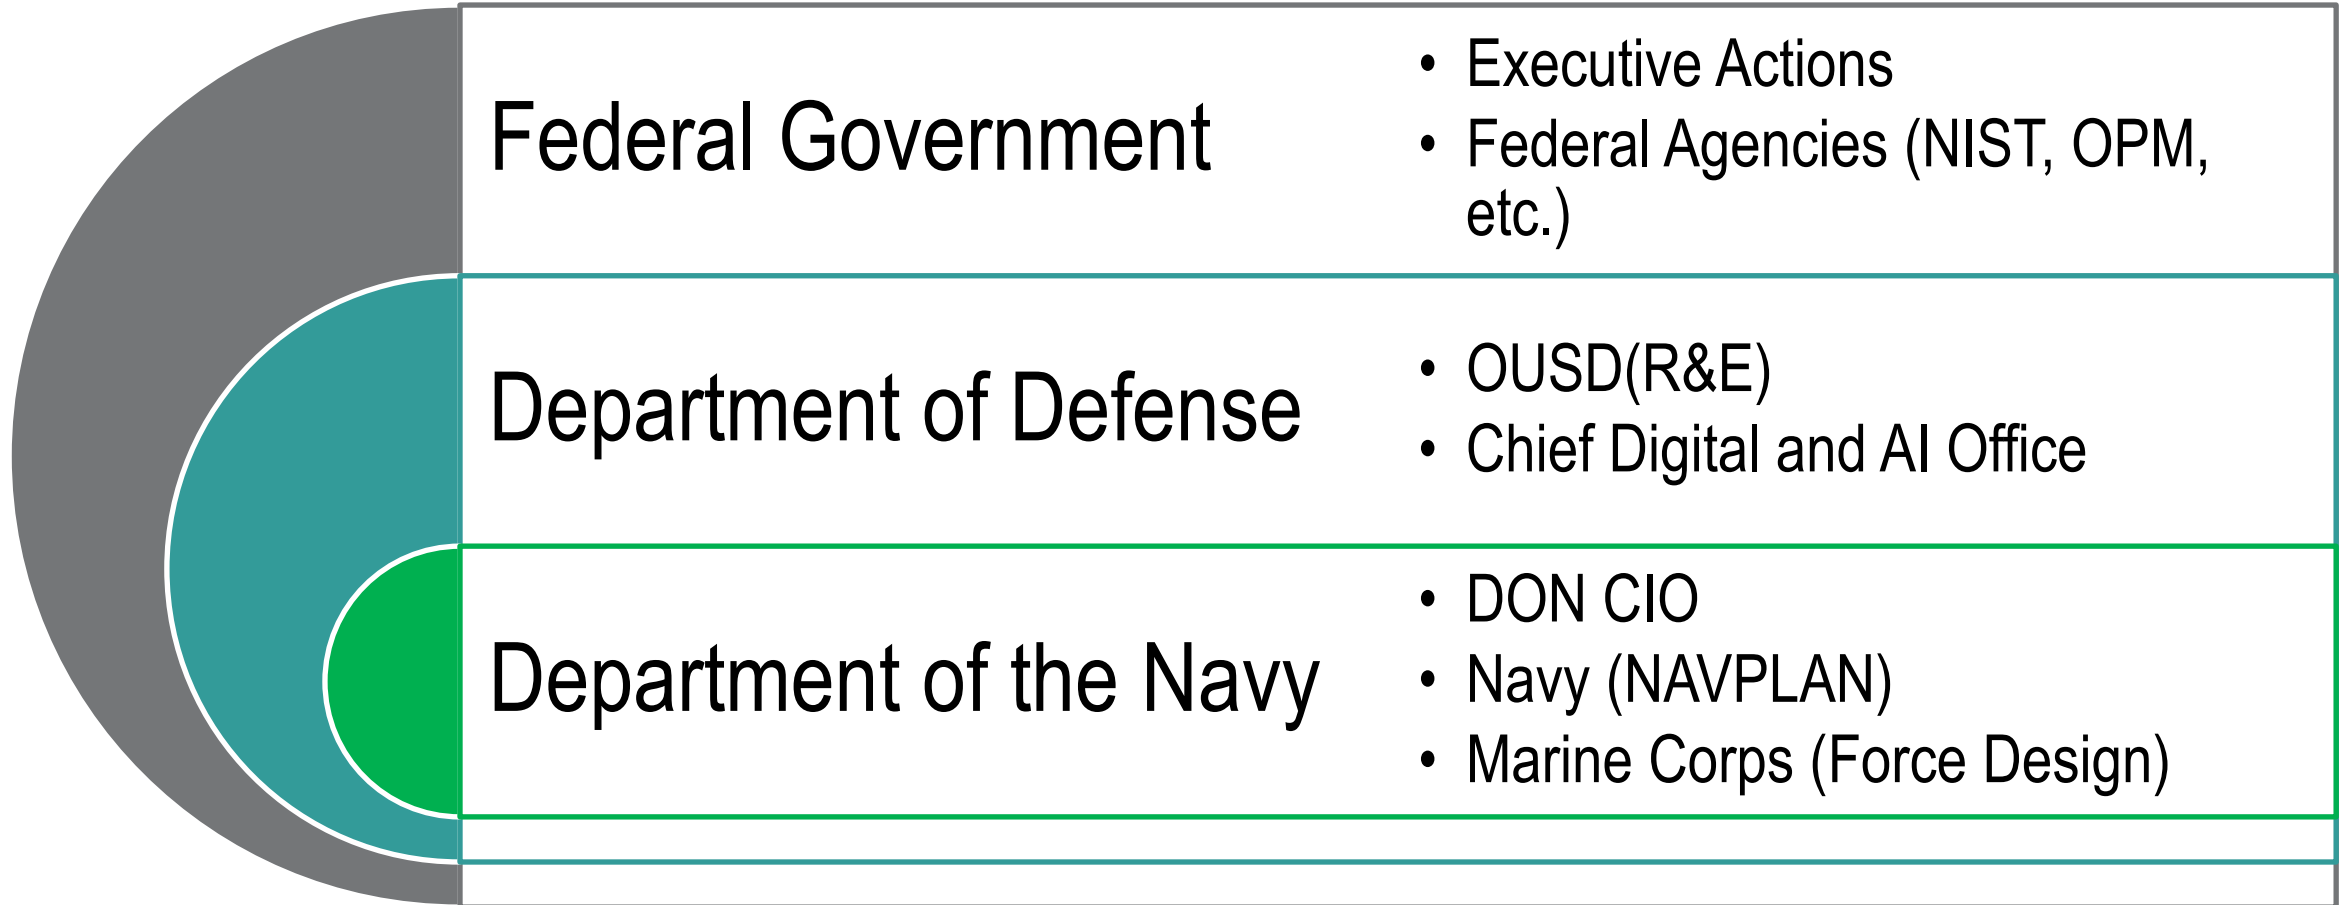 Federal Government
• Executive Actions
• Federal Agencies (NIST, OPM,
etc.)
Department of Defense
• OUSD(R&E)
• Chief Digital and AI Office
Department of the Navy
• DON CIO
• Navy (NAVPLAN)
• Marine Corps (Force Design)